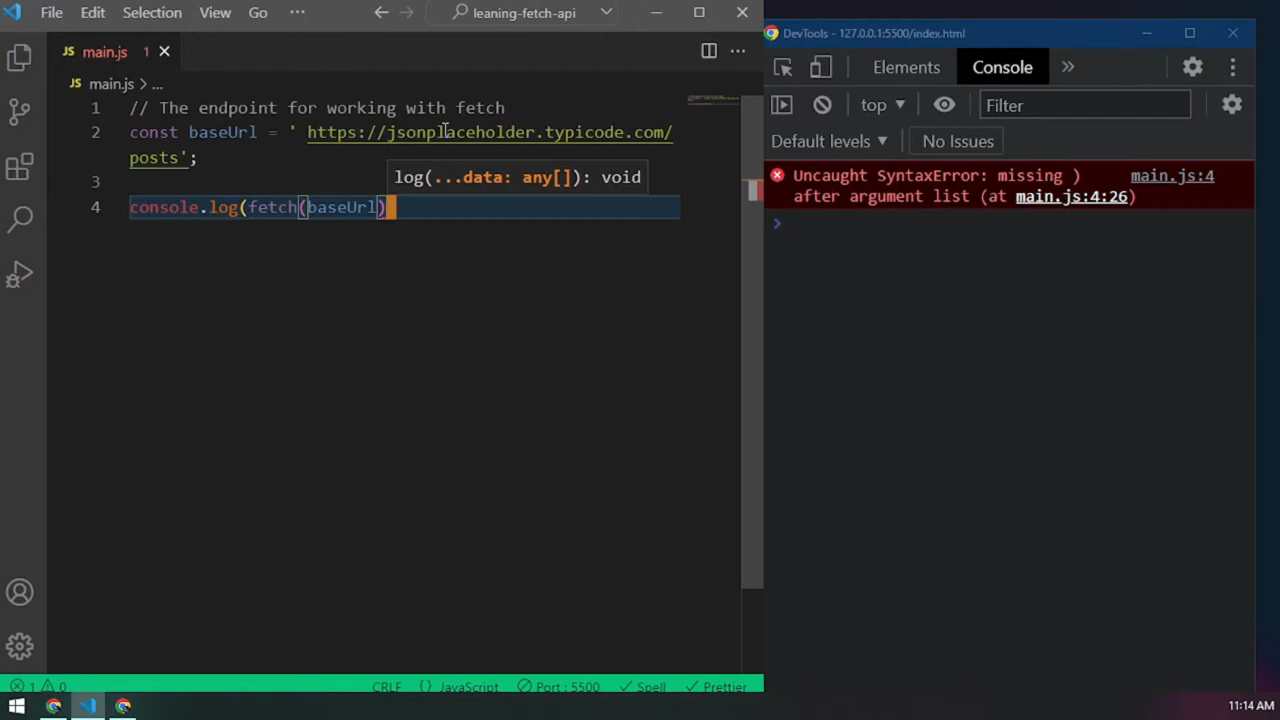 File Edit Selection View Go ··· leaning-fetch-api
JS main.js 1
JS main.js > ...
1 // The endpoint for working with fetch
2 const baseUrl = ' https://jsonplaceholder.typicode.com/
posts';
log(...data: any[]): void
3
4 console.log(fetch(baseUrl)
1 0 CRLF {} JavaScript Port : 5500 Spell Prettier
DevTools - 127.0.0.1:5500/index.html
Elements Console »
top Filter
Default levels No Issues
Uncaught SyntaxError: missing ) main.js:4
after argument list (at main.js:4:26)
11:14 AM